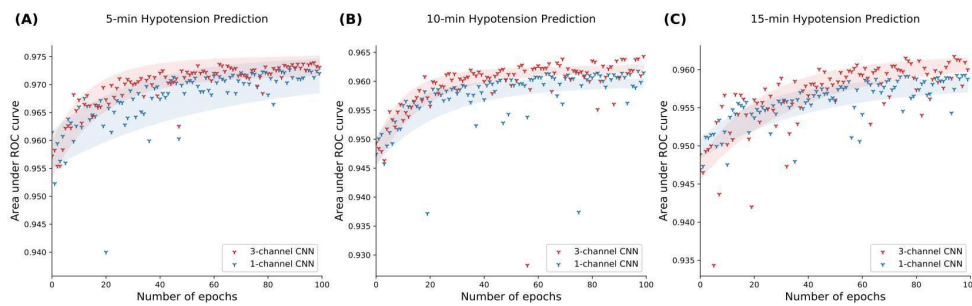 (A) 5-min Hypotension Prediction
Area under ROC curve
0.975
0.970
0.965
0.960
0.955
0.950
0.945
0.940
3-channel CNN
1-channel CNN
0 20 40 60 80 100
Number of epochs
(B) 10-min Hypotension Prediction
Area under ROC curve
0.965
0.960
0.955
0.950
0.945
0.940
0.935
0.930
3-channel CNN
1-channel CNN
0 20 40 60 80 100
Number of epochs
(C) 15-min Hypotension Prediction
Area under ROC curve
0.960
0.955
0.950
0.945
0.940
0.935
3-channel CNN
1-channel CNN
0 20 40 60 80 100
Number of epochs